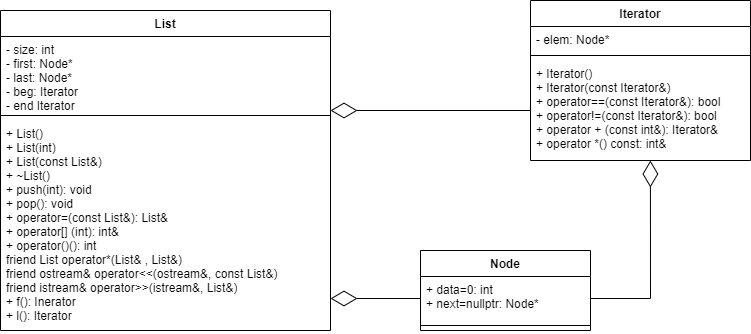 List
- size: int
- first: Node*
- last: Node*
- beg: Iterator
- end Iterator
+ List()
+ List(int)
+ List(const List&)
+ ~List()
+ push(int): void
+ pop(): void
+ operator=(const List&): List&
+ operator[] (int): int&
+ operator()(): int
friend List operator*(List& , List&)
friend ostream& operator<<(ostream&, const List&)
friend istream& operator>>(istream&, List&)
+ f(): Inerator
+ l(): Iterator
Iterator
- elem: Node*
+ Iterator()
+ Iterator(const Iterator&)
+ operator==(const Iterator&): bool
+ operator!=(const Iterator&): bool
+ operator + (const int&): Iterator&
+ operator *() const: int&
Node
+ data=0: int
+ next=nullptr: Node*